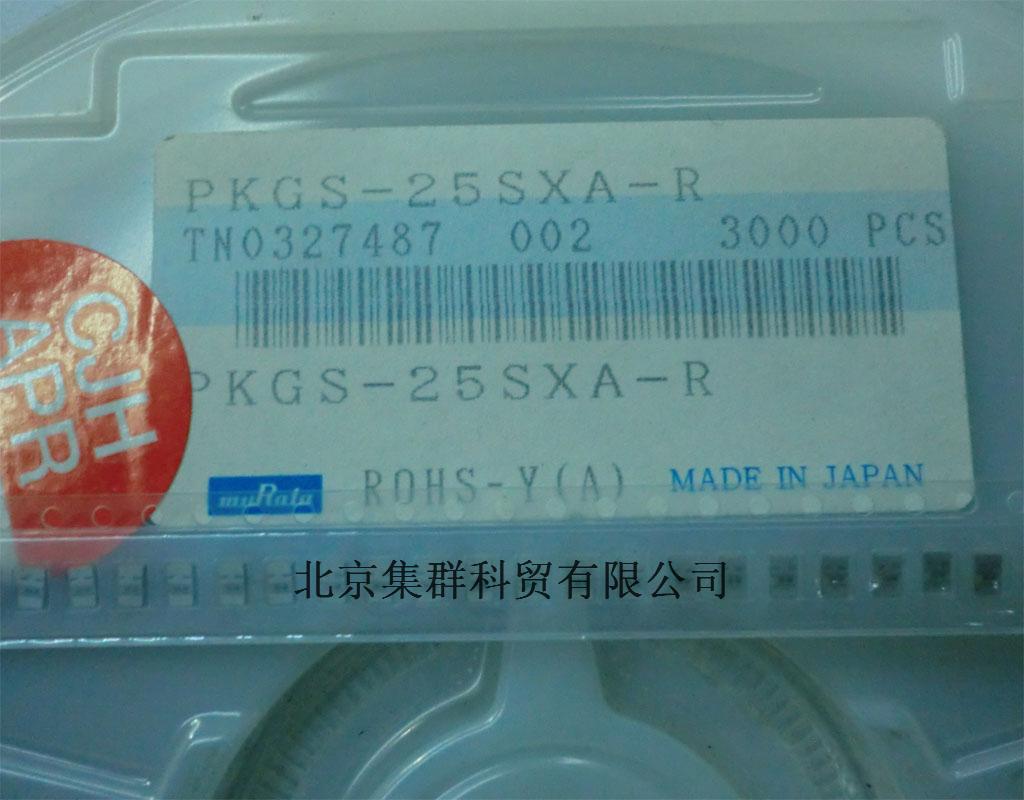 PKGS-25SXA-R
TN0327487 002 3000 PCS
PKGS-25SXA-R
muRata ROHS-Y(A) MADE IN JAPAN
CJH
APR
北京集群科贸有限公司